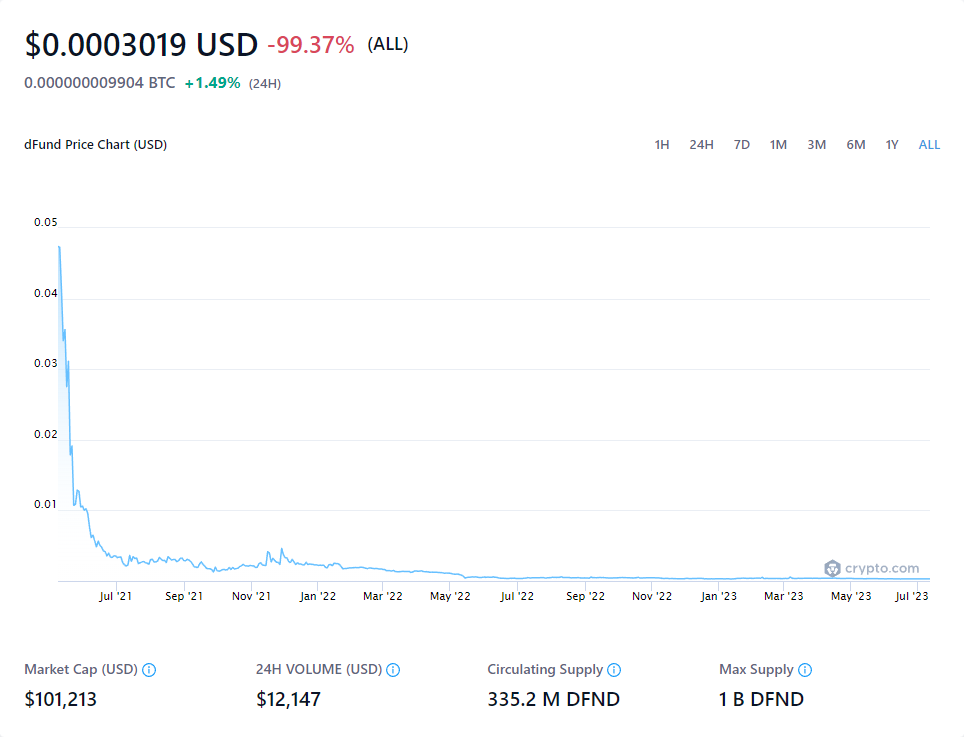 $0.0003019 USD -99.37% (ALL)
0.000000009904 BTC +1.49% (24H)
dFund Price Chart (USD) 1H 24H 7D 1M 3M 6M 1Y ALL
0.05
0.04
0.03
0.02
0.01
crypto.com
Jul '21 Sep '21 Nov '21 Jan '22 Mar '22 May '22 Jul '22 Sep '22 Nov '22 Jan '23 Mar '23 May '23 Jul '23
Market Cap (USD) 24H VOLUME (USD) Circulating Supply Max Supply
$101,213 $12,147 335.2 M DFND 1 B DFND